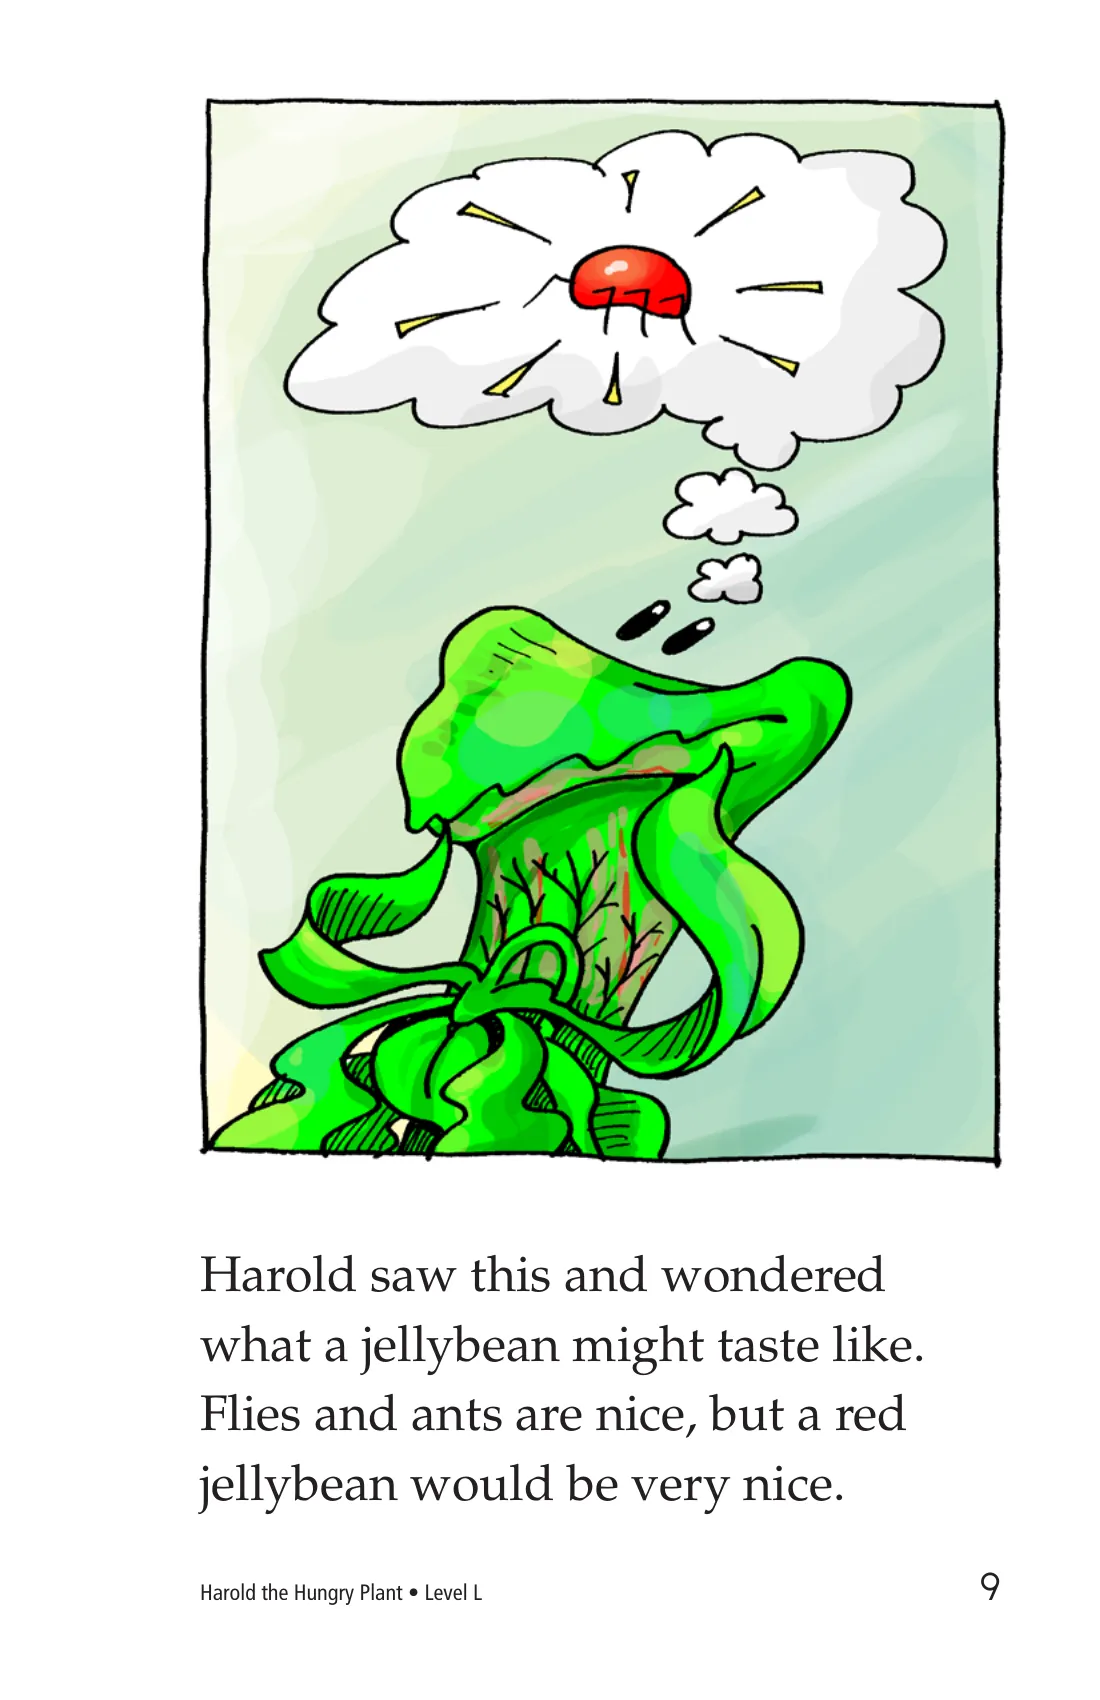 Harold saw this and wondered
what a jellybean might taste like.
Flies and ants are nice, but a red
jellybean would be very nice.
Harold the Hungry Plant • Level L
9